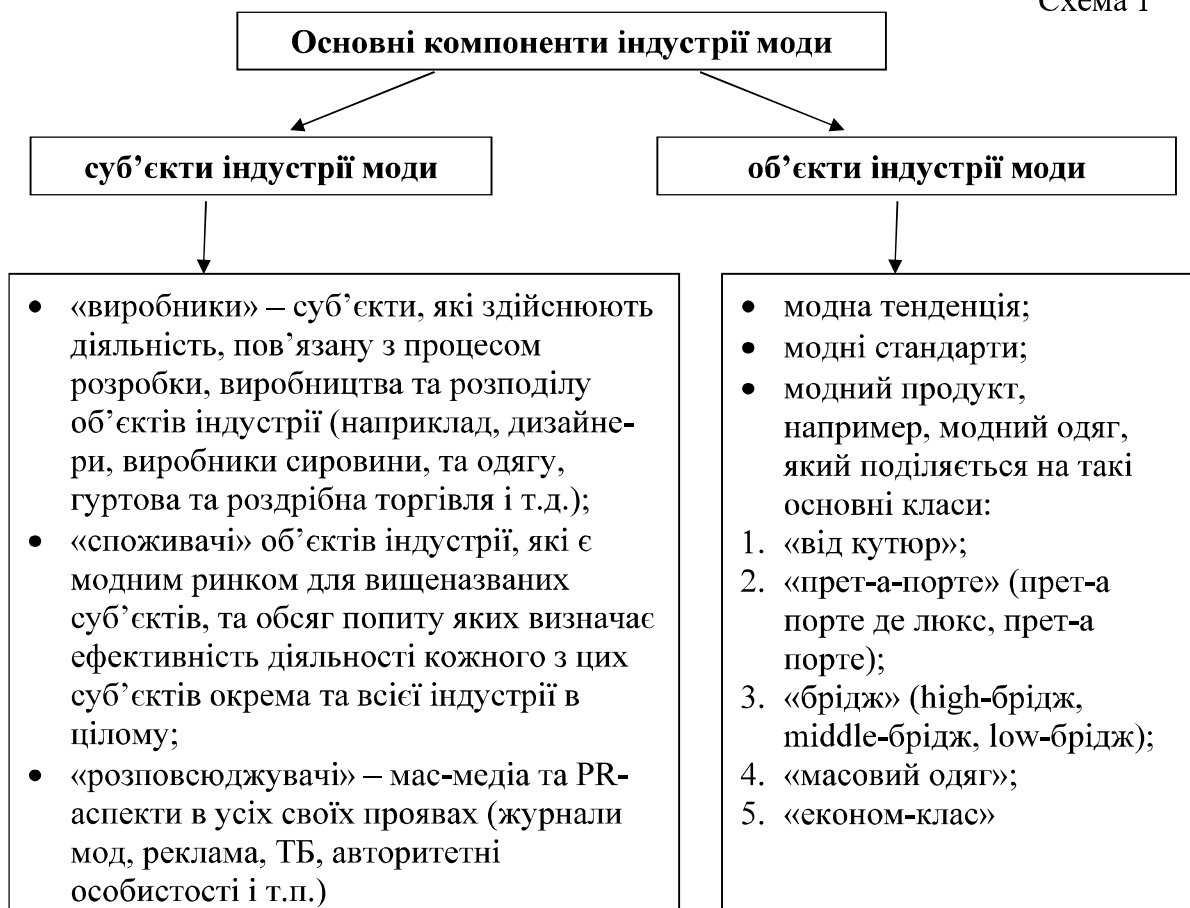 Схема 1
Основні компоненти індустрії моди
суб’єкти індустрії моди
об’єкти індустрії моди
• «виробники» – суб’єкти, які здійснюють
діяльність, пов’язану з процесом
розробки, виробництва та розподілу
об’єктів індустрії (наприклад, дизайне-
ри, виробники сировини, та одягу,
гуртова та роздрібна торгівля і т.д.);
• «споживачі» об’єктів індустрії, які є
модним ринком для вищеназваних
суб’єктів, та обсяг попиту яких визначає
ефективність діяльності кожного з цих
суб’єктів окрема та всієї індустрії в
цілому;
• «розповсюджувачі» – мас-медіа та PR-
аспекти в усіх своїх проявах (журнали
мод, реклама, ТБ, авторитетні
особистості і т.п.)
• модна тенденція;
• модні стандарти;
• модний продукт,
наприклад, модний одяг,
який поділяється на такі
основні класи:
1. «від кутюр»;
2. «прет-а-порте» (прет-а
порте де люкс, прет-а
порте);
3. «брідж» (high-брідж,
middle-брідж, low-брідж);
4. «масовий одяг»;
5. «економ-клас»